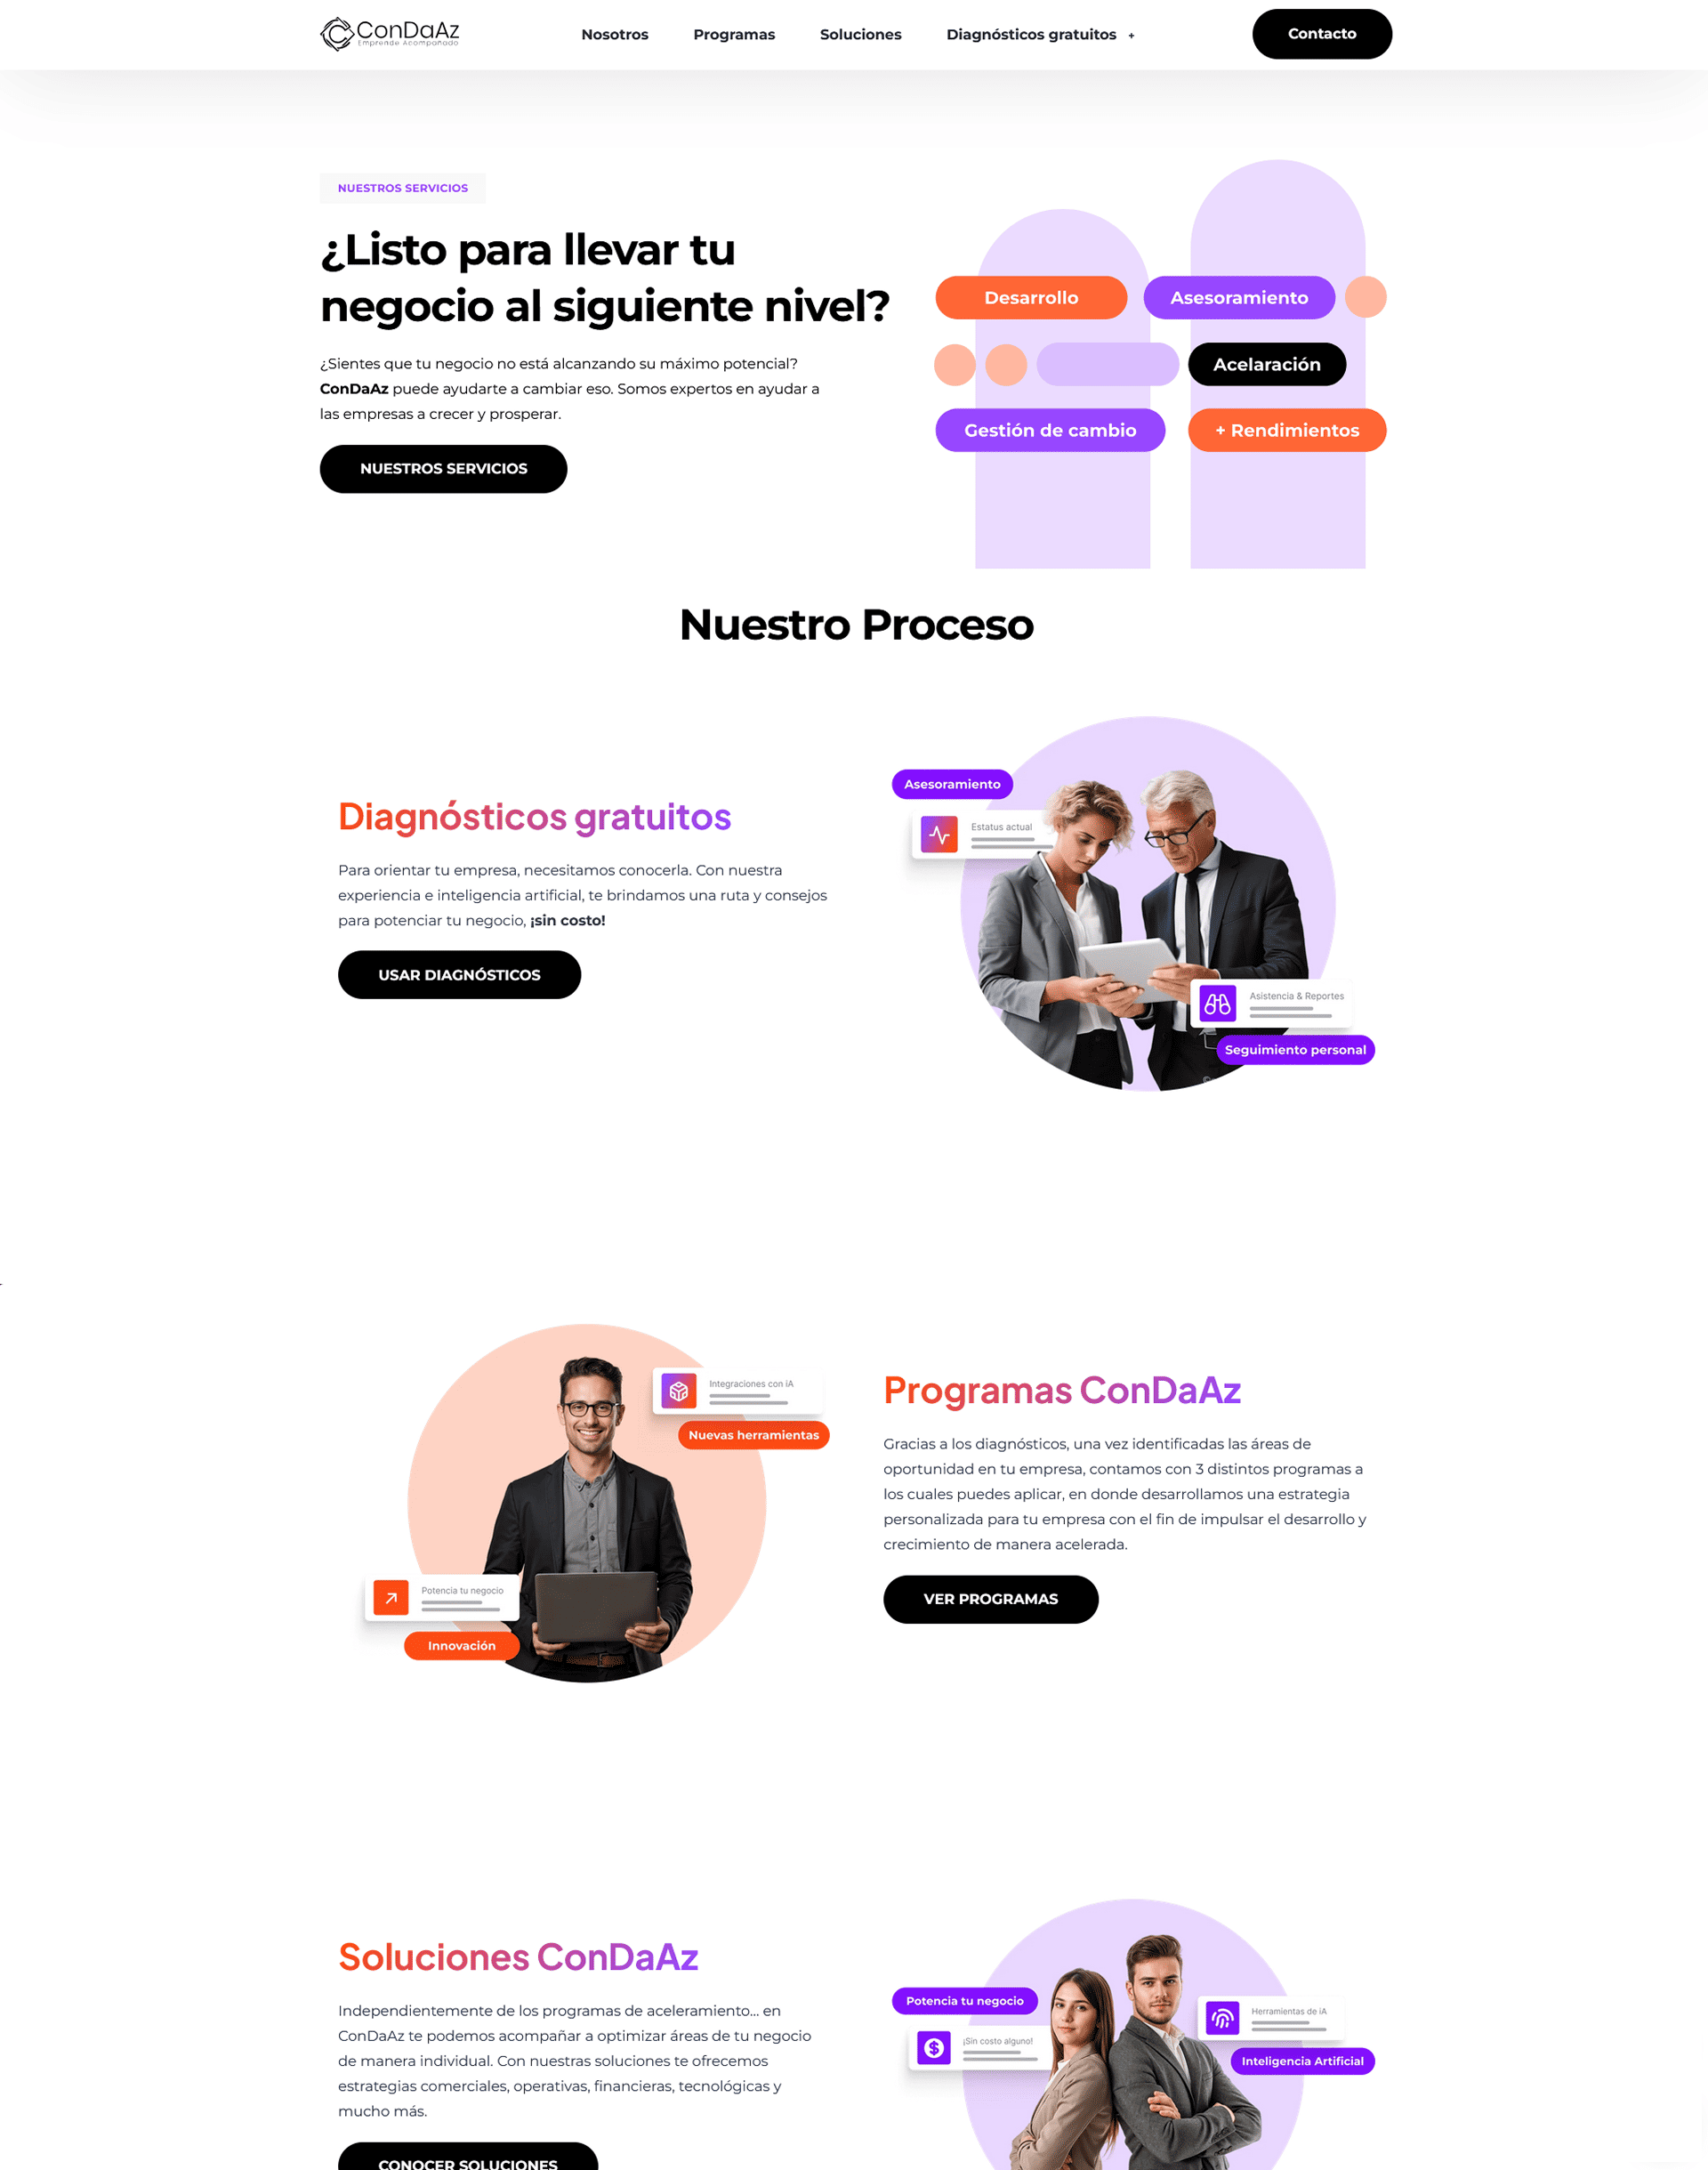 ConDaAz
Emprende Acompañado
Nosotros
Programas
Soluciones
Diagnósticos gratuitos +
Contacto
NUESTROS SERVICIOS
¿Listo para llevar tu
negocio al siguiente nivel?
¿Sientes que tu negocio no está alcanzando su máximo potencial?
ConDaAz puede ayudarte a cambiar eso. Somos expertos en ayudar a
las empresas a crecer y prosperar.
NUESTROS SERVICIOS
Desarrollo
Asesoramiento
Acelaración
Gestión de cambio
+ Rendimientos
Nuestro Proceso
Diagnósticos gratuitos
Para orientar tu empresa, necesitamos conocerla. Con nuestra
experiencia e inteligencia artificial, te brindamos una ruta y consejos
para potenciar tu negocio, ¡sin costo!
USAR DIAGNÓSTICOS
Asesoramiento
Estatus actual
Asistencia & Reportes
Seguimiento personal
Integraciones con iA
Nuevas herramientas
Potencia tu negocio
Innovación
Programas ConDaAz
Gracias a los diagnósticos, una vez identificadas las áreas de
oportunidad en tu empresa, contamos con 3 distintos programas a
los cuales puedes aplicar, en donde desarrollamos una estrategia
personalizada para tu empresa con el fin de impulsar el desarrollo y
crecimiento de manera acelerada.
VER PROGRAMAS
Soluciones ConDaAz
Independientemente de los programas de aceleramiento... en
ConDaAz te podemos acompañar a optimizar áreas de tu negocio
de manera individual. Con nuestras soluciones te ofrecemos
estrategias comerciales, operativas, financieras, tecnológicas y
mucho más.
CONOCER SOLUCIONES
Potencia tu negocio
¡Sin costo alguno!
Herramientas de iA
Inteligencia Artificial